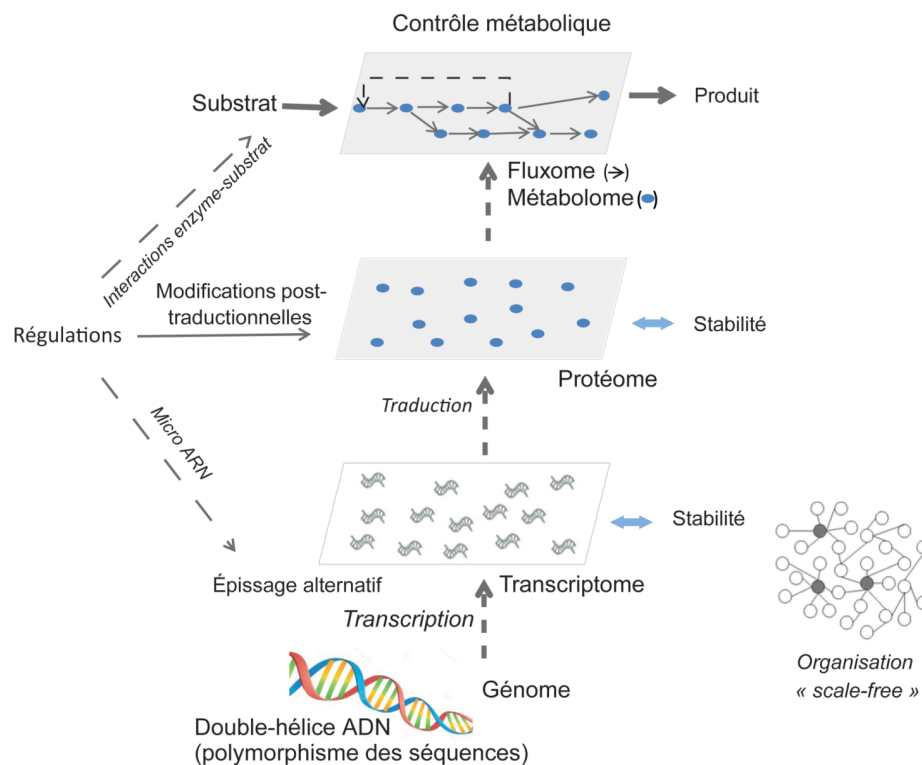 Contrôle métabolique
Substrat
Produit
Interactions enzyme-substrat
Fluxome (→)
Métabolome ( )
Modifications post-
traductionnelles
Régulations
Stabilité
Protéome
Traduction
Micro ARN
Stabilité
Épissage alternatif
Transcriptome
Transcription
Génome
Organisation
« scale-free »
Double-hélice ADN
(polymorphisme des séquences)